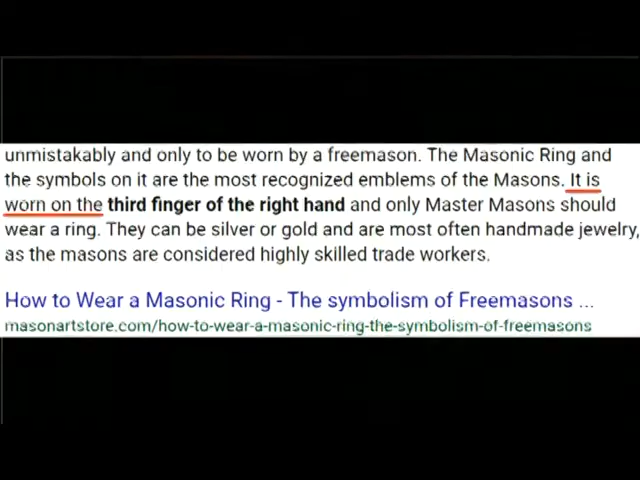 unmistakably and only to be worn by a freemason. The Masonic Ring and
the symbols on it are the most recognized emblems of the Masons. It is
worn on the third finger of the right hand and only Master Masons should
wear a ring. They can be silver or gold and are most often handmade jewelry,
as the masons are considered highly skilled trade workers.
How to Wear a Masonic Ring - The symbolism of Freemasons ...
masonartstore.com/how-to-wear-a-masonic-ring-the-symbolism-of-freemasons